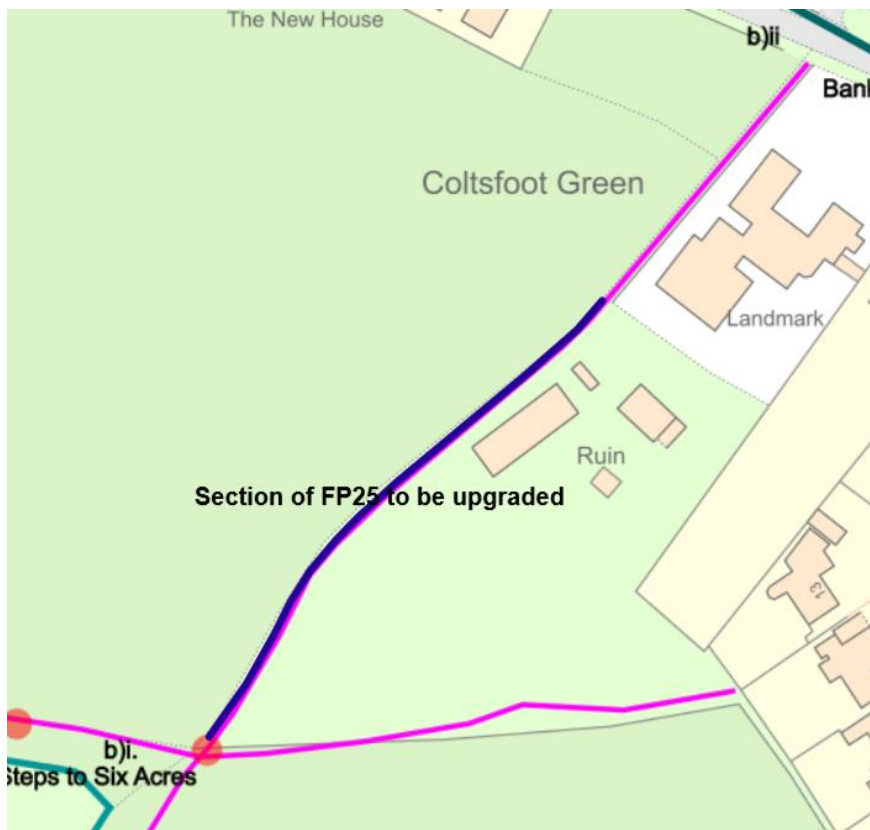 The New House
b)ii
Coltsfoot Green
Landmark
Ruin
Section of FP25 to be upgraded
13
b)i.
Steps to Six Acres